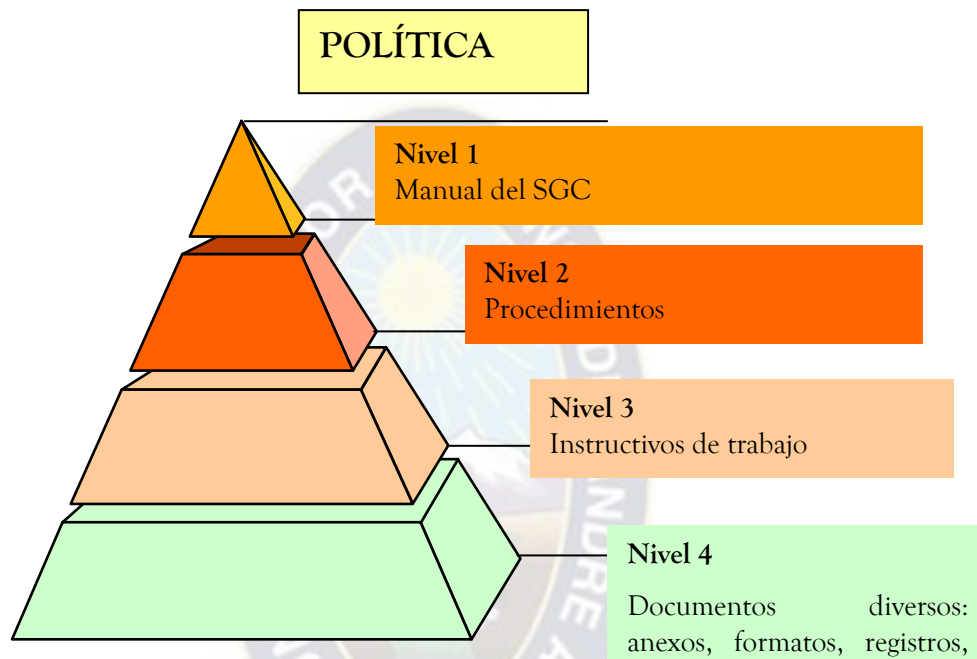 POLÍTICA
Nivel 1
Manual del SGC
Nivel 2
Procedimientos
Nivel 3
Instructivos de trabajo
Nivel 4
Documentos diversos:
anexos, formatos, registros,